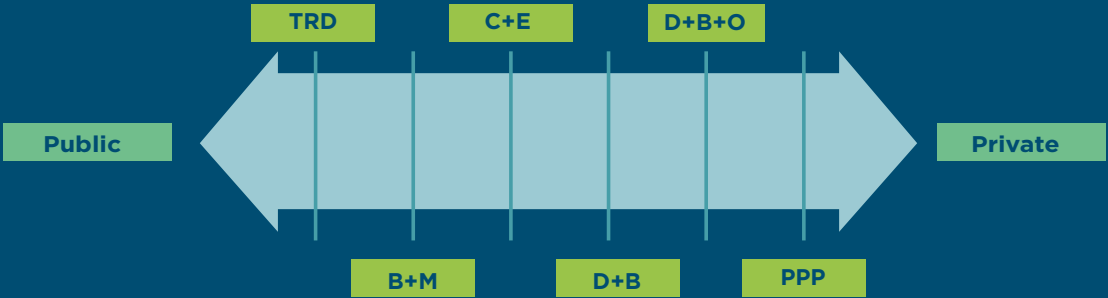 TRD
C+E
D+B+O
Public
Private
B+M
D+B
PPP